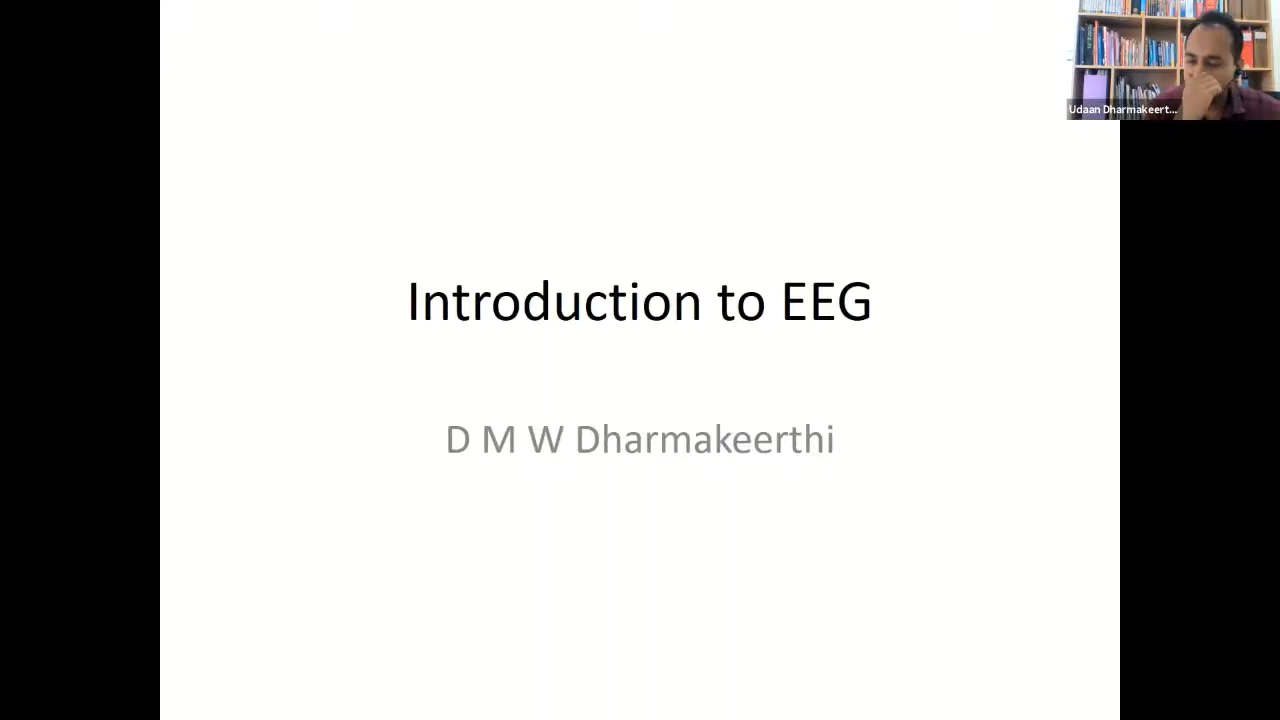 Udaan Dharmakeert...
Introduction to EEG
D M W Dharmakeerthi